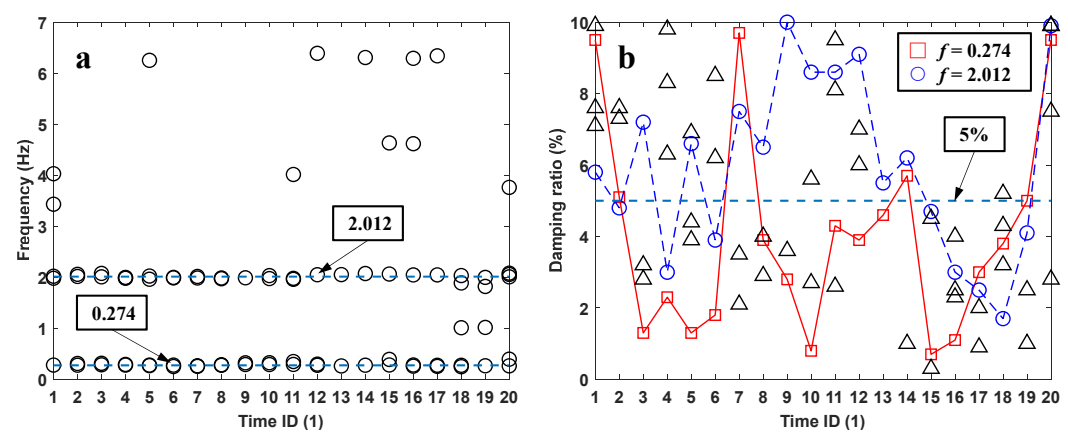 a
7
6
5
4
3
2
1
0
Frequency (Hz)
2.012
0.274
1 2 3 4 5 6 7 8 9 10 11 12 13 14 15 16 17 18 19 20
Time ID (1)
b
10
8
6
4
2
0
Damping ratio (%)
f = 0.274
f = 2.012
5%
1 2 3 4 5 6 7 8 9 10 11 12 13 14 15 16 17 18 19 20
Time ID (1)